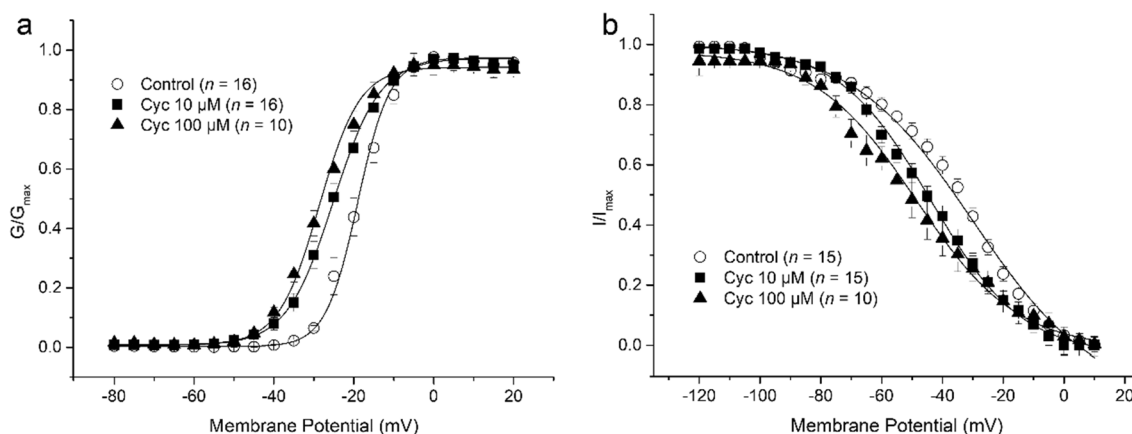 a
Control (n = 16)
Cyc 10 µM (n = 16)
Cyc 100 µM (n = 10)
G/Gmax
1.0
0.8
0.6
0.4
0.2
0.0
-80 -60 -40 -20 0 20
Membrane Potential (mV)
b
Control (n = 15)
Cyc 10 µM (n = 15)
Cyc 100 µM (n = 10)
I/Imax
1.0
0.8
0.6
0.4
0.2
0.0
-120 -100 -80 -60 -40 -20 0 20
Membrane Potential (mV)